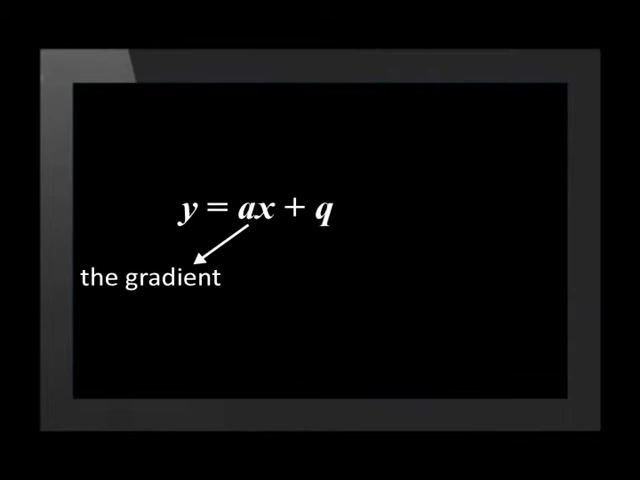 y = ax + q
the gradient